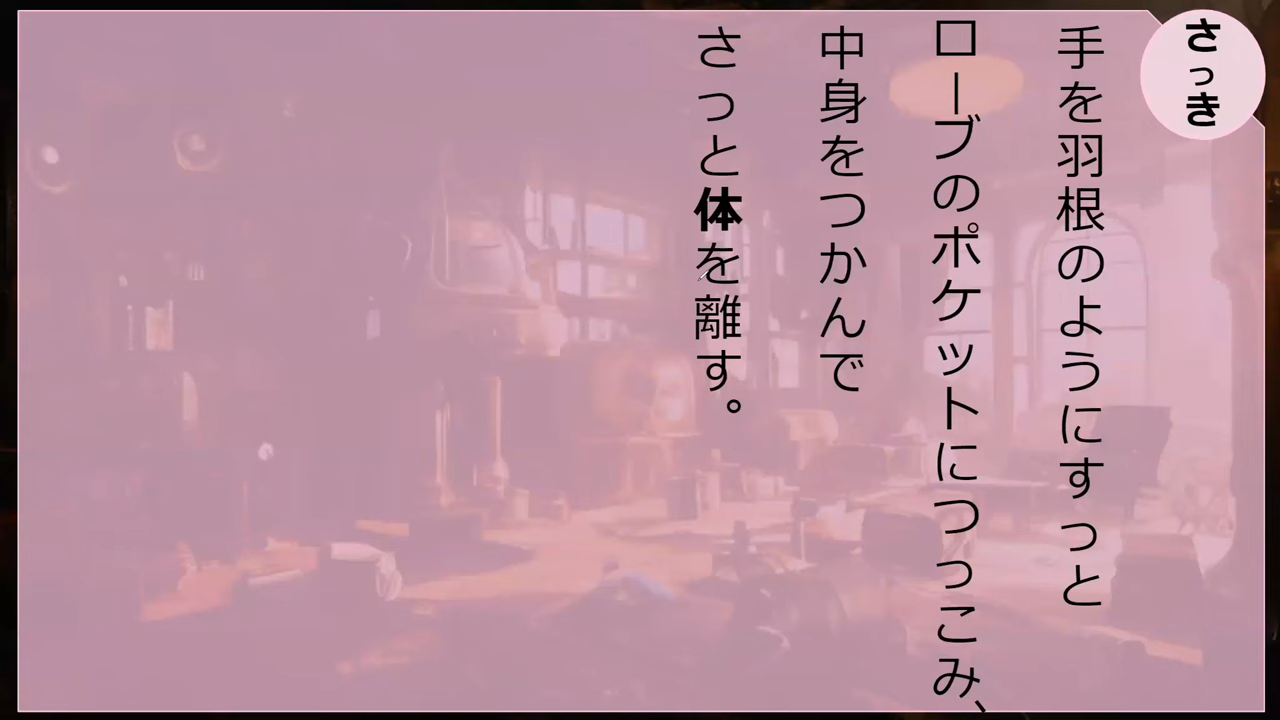 さっき
手を羽根のようにすっと
ローブのポケットにつっこみ、
中身をつかんで
さっと体を離す。